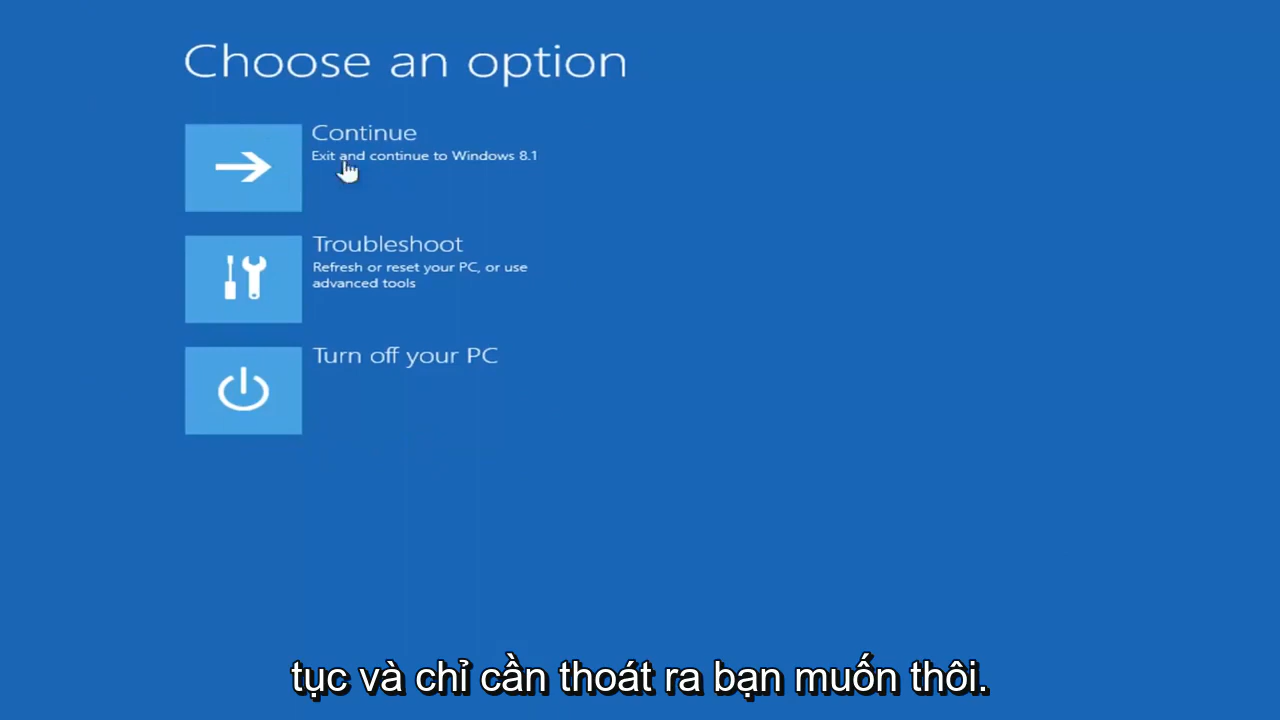 Choose an option
Continue
Exit and continue to Windows 8.1
Troubleshoot
Refresh or reset your PC, or use
advanced tools
Turn off your PC
tục và chỉ cần thoát ra bạn muốn thôi.